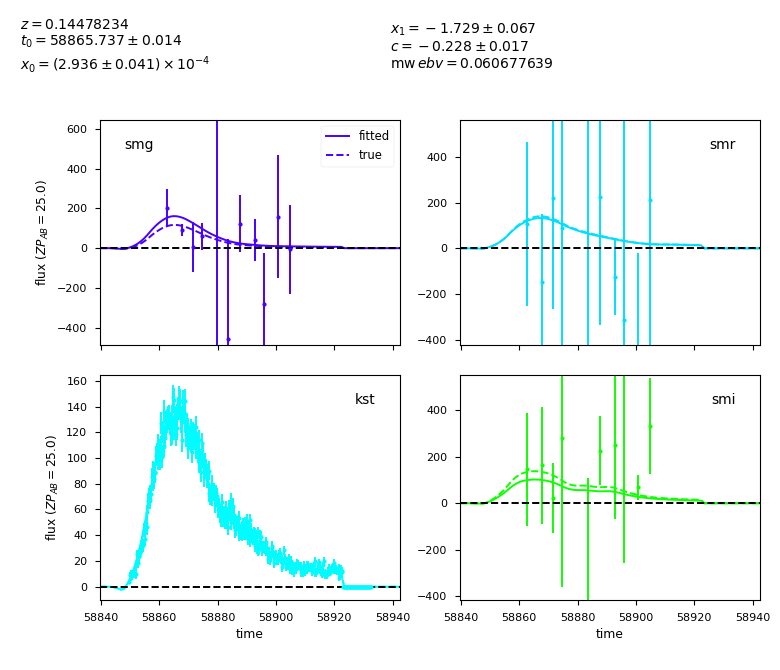 z = 0.14478234
t₀ = 58865.737 ± 0.014
x₀ = (2.936 ± 0.041) × 10⁻⁴
x₁ = −1.729 ± 0.067
c = −0.228 ± 0.017
mw ebv = 0.060677639
smg
fitted
true
600
400
200
0
−200
−400
flux (ZP_AB = 25.0)
smr
400
200
0
−200
−400
kst
160
140
120
100
80
60
40
20
0
flux (ZP_AB = 25.0)
58840 58860 58880 58900 58920 58940
time
smi
400
200
0
−200
−400
58840 58860 58880 58900 58920 58940
time